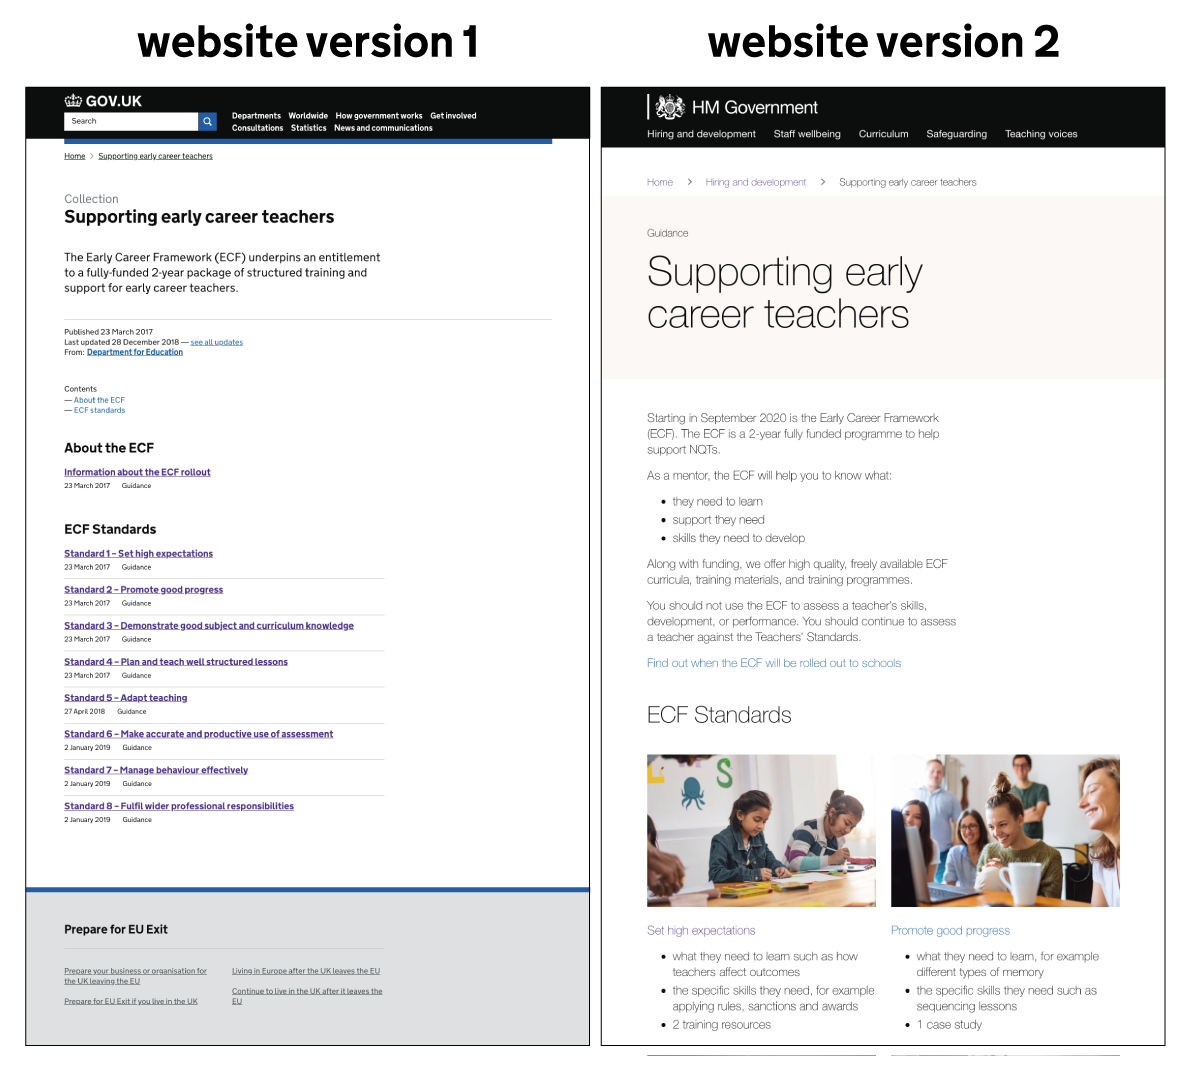 website version 1
GOV.UK
Search
Departments Worldwide How government works Get involved
Consultations Statistics News and communications
Home > Supporting early career teachers
Collection
Supporting early career teachers
The Early Career Framework (ECF) underpins an entitlement
to a fully-funded 2-year package of structured training and
support for early career teachers.
Published 23 March 2017
Last updated 28 December 2018 — see all updates
From: Department for Education
Contents
— About the ECF
— ECF standards
About the ECF
Information about the ECF rollout
23 March 2017 Guidance
ECF Standards
Standard 1 – Set high expectations
23 March 2017 Guidance
Standard 2 – Promote good progress
23 March 2017 Guidance
Standard 3 – Demonstrate good subject and curriculum knowledge
23 March 2017 Guidance
Standard 4 – Plan and teach well structured lessons
23 March 2017 Guidance
Standard 5 – Adapt teaching
27 April 2018 Guidance
Standard 6 – Make accurate and productive use of assessment
2 January 2019 Guidance
Standard 7 – Manage behaviour effectively
2 January 2019 Guidance
Standard 8 – Fulfil wider professional responsibilities
2 January 2019 Guidance
Prepare for EU Exit
Prepare your business or organisation for
the UK leaving the EU
Prepare for EU Exit if you live in the UK
Living in Europe after the UK leaves the EU
Continue to live in the UK after it leaves the
EU
website version 2
HM Government
Hiring and development Staff wellbeing Curriculum Safeguarding Teaching voices
Home > Hiring and development > Supporting early career teachers
Guidance
Supporting early
career teachers
Starting in September 2020 is the Early Career Framework
(ECF). The ECF is a 2-year fully funded programme to help
support NQTs.
As a mentor, the ECF will help you to know what:
• they need to learn
• support they need
• skills they need to develop
Along with funding, we offer high quality, freely available ECF
curricula, training materials, and training programmes.
You should not use the ECF to assess a teacher's skills,
development, or performance. You should continue to assess
a teacher against the Teachers' Standards.
Find out when the ECF will be rolled out to schools
ECF Standards
Set high expectations
• what they need to learn such as how
teachers affect outcomes
• the specific skills they need, for example
applying rules, sanctions and awards
• 2 training resources
Promote good progress
• what they need to learn, for example
different types of memory
• the specific skills they need such as
sequencing lessons
• 1 case study